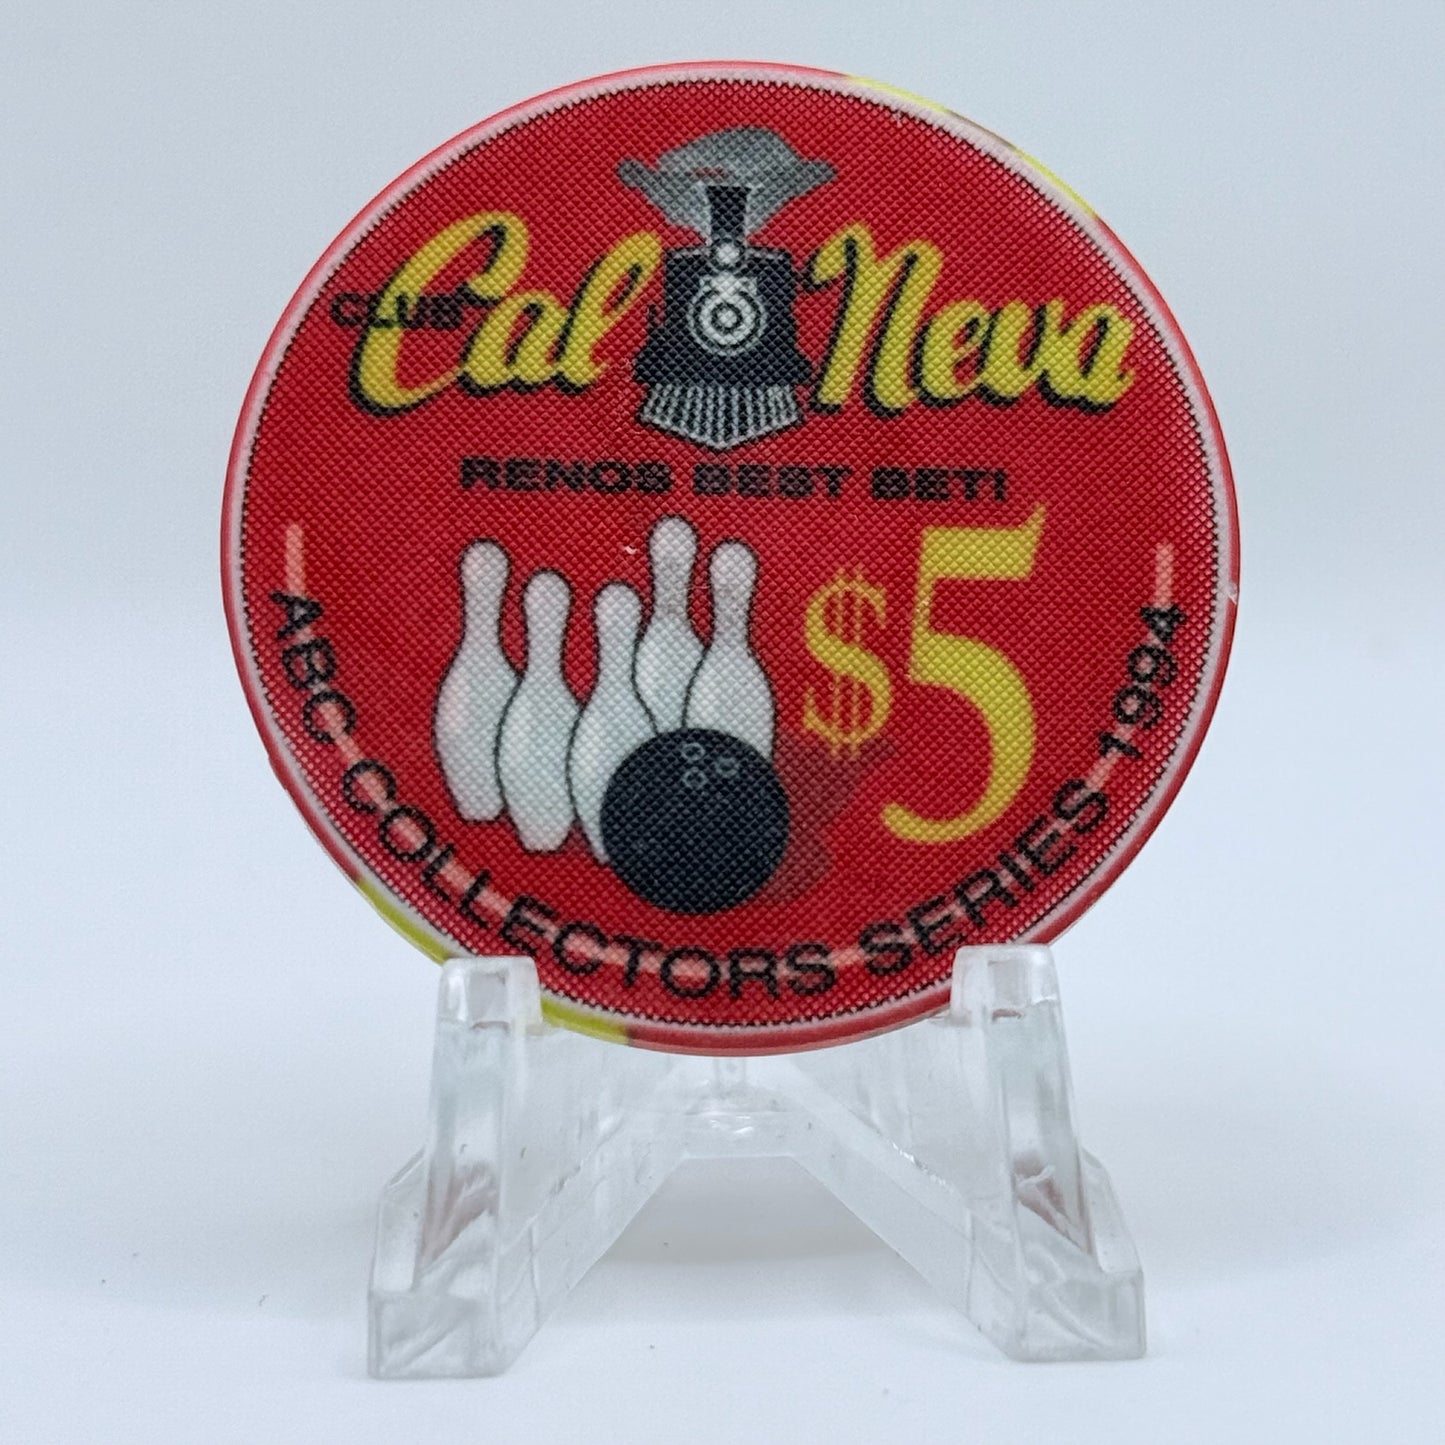 CLUB
Cal Neva
RENOS BEST BET!
$5
ABC COLLECTORS SERIES 1994